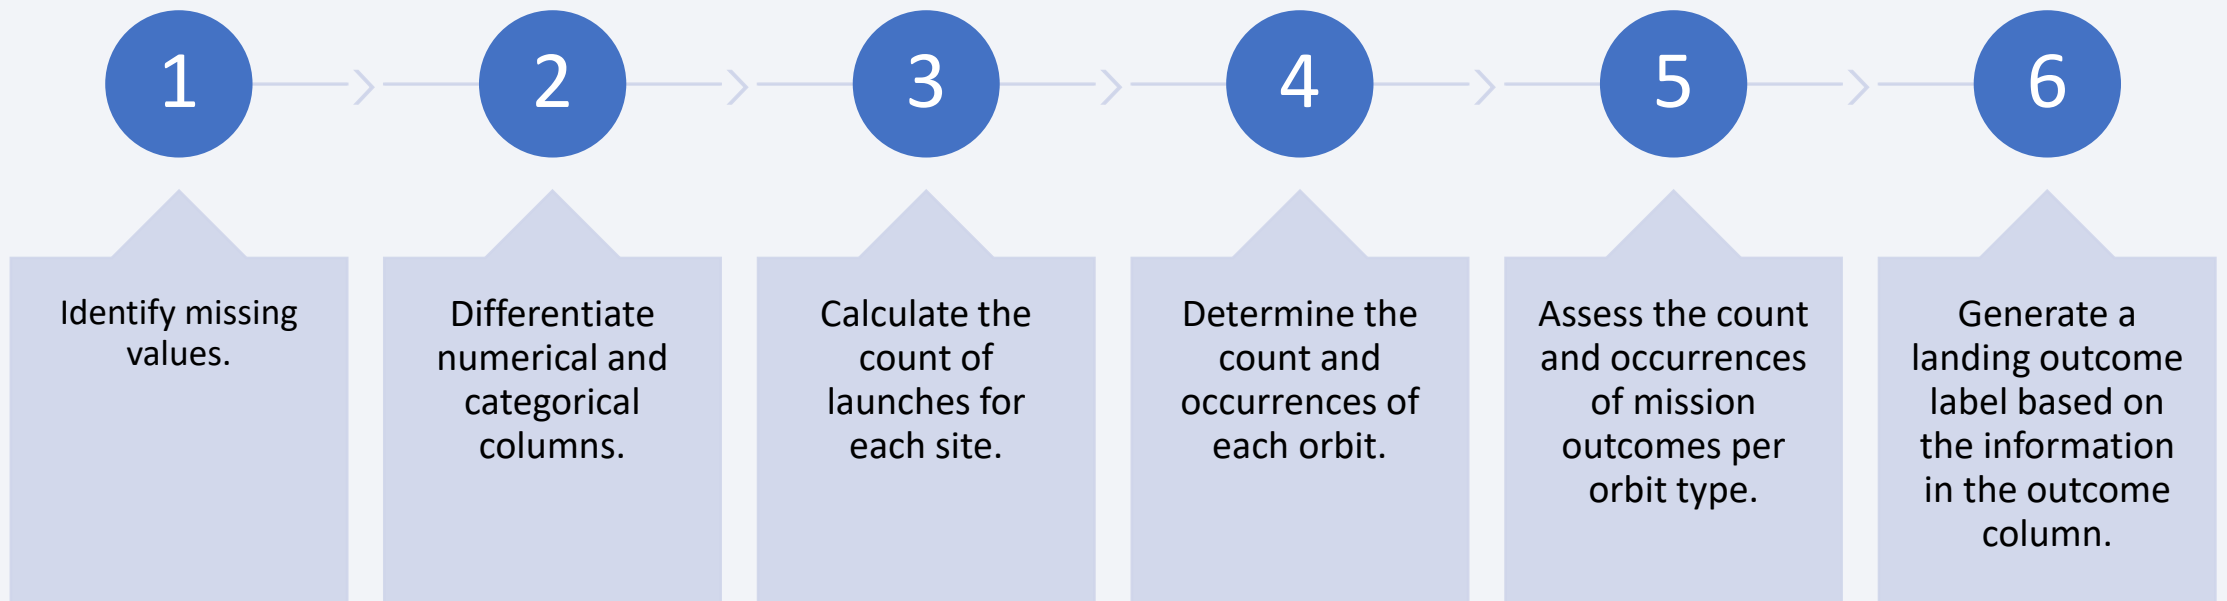 1
2
3
4
5
6
Identify missing
values.
Differentiate
numerical and
categorical
columns.
Calculate the
count of
launches for
each site.
Determine the
count and
occurrences of
each orbit.
Assess the count
and occurrences
of mission
outcomes per
orbit type.
Generate a
landing outcome
label based on
the information
in the outcome
column.